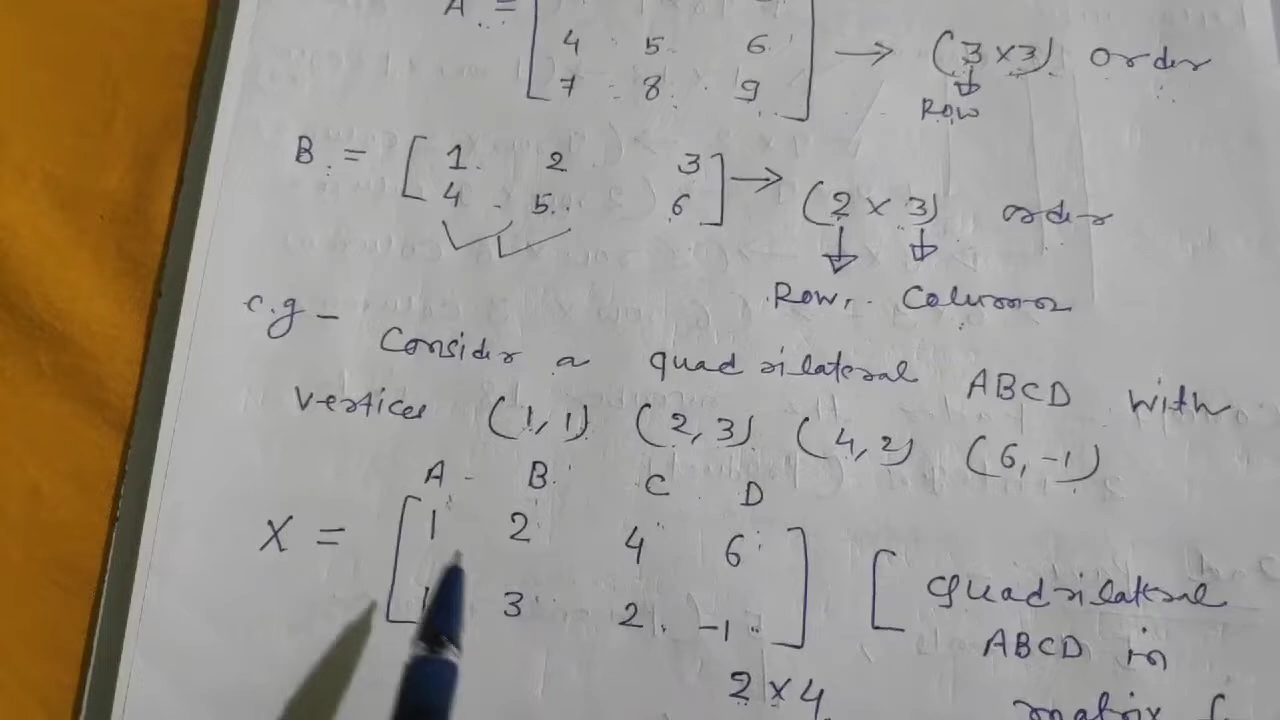 A =
4 5 6 → (3 × 3) order
7 8 9 Row
B = [ 1 2 3 ] → (2 × 3) order
4 5 6
Row, Columns
e.g - Consider a quadrilateral ABCD with
vertices (1, 1) (2, 3) (4, 2) (6, -1)
A B C D
X = [ 1 2 4 6 ] [ quadrilateral
1 3 2 -1 ABCD in
2 × 4 matrix